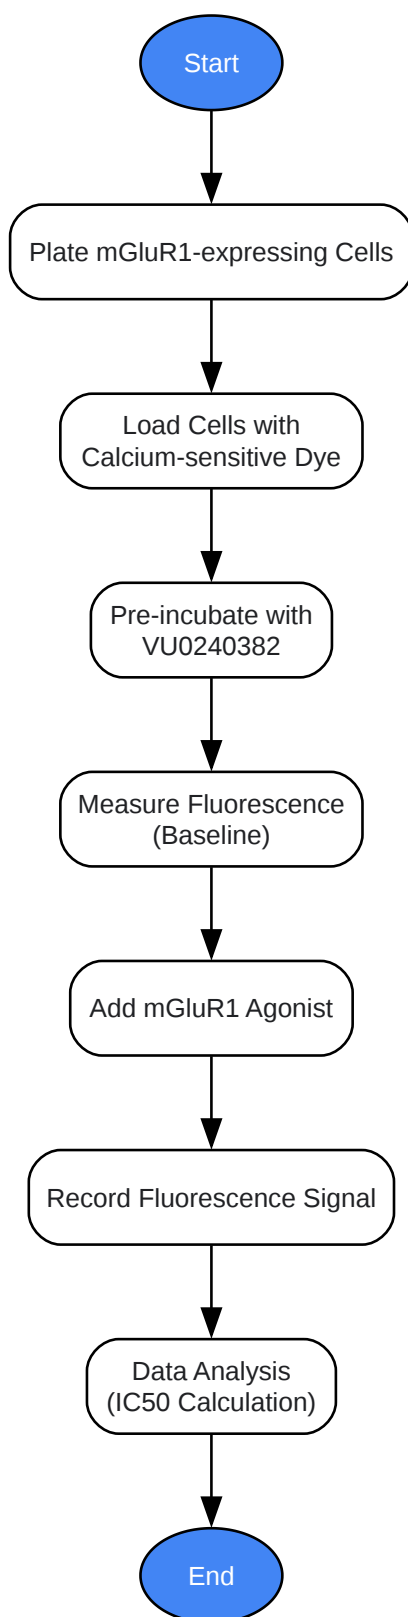 Start
Plate mGluR1-expressing Cells
Load Cells with
Calcium-sensitive Dye
Pre-incubate with
VU0240382
Measure Fluorescence
(Baseline)
Add mGluR1 Agonist
Record Fluorescence Signal
Data Analysis
(IC50 Calculation)
End